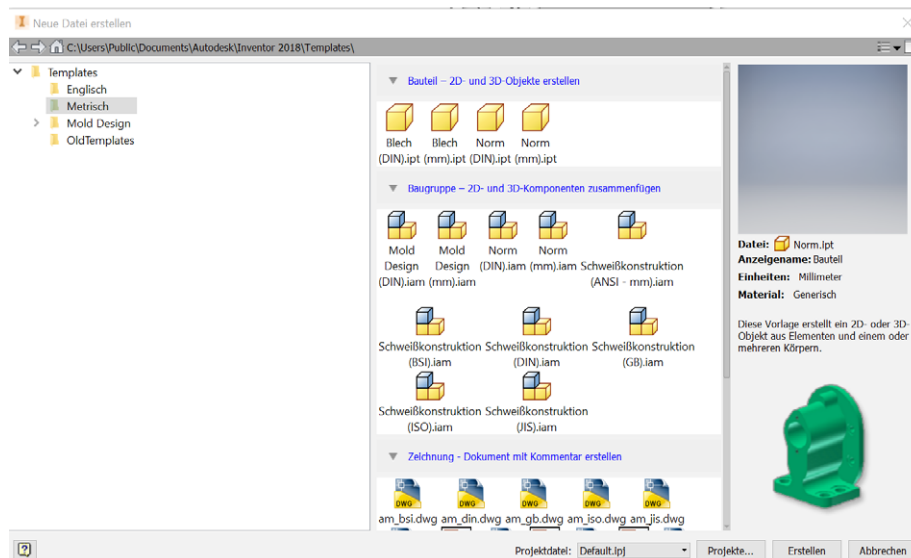 Neue Datei erstellen
C:\Users\Public\Documents\Autodesk\Inventor 2018\Templates\
Templates
Englisch
Metrisch
Mold Design
OldTemplates
Bauteil – 2D- und 3D-Objekte erstellen
Blech Blech Norm Norm
(DIN).ipt (mm).ipt (DIN).ipt (mm).ipt
Baugruppe – 2D- und 3D-Komponenten zusammenfügen
Mold Mold Norm Norm
Design Design (DIN).iam (mm).iam Schweißkonstruktion
(DIN).iam (mm).iam (ANSI - mm).iam
Schweißkonstruktion Schweißkonstruktion Schweißkonstruktion
(BSI).iam (DIN).iam (GB).iam
Schweißkonstruktion Schweißkonstruktion
(ISO).iam (JIS).iam
Zeichnung - Dokument mit Kommentar erstellen
DWG DWG DWG DWG DWG
am_bsi.dwg am_din.dwg am_gb.dwg am_iso.dwg am_jis.dwg
Datei: Norm.ipt
Anzeigename: Bauteil
Einheiten: Millimeter
Material: Generisch
Diese Vorlage erstellt ein 2D- oder 3D-
Objekt aus Elementen und einem oder
mehreren Körpern.
Projektdatei: Default.ipj Projekte... Erstellen Abbrechen